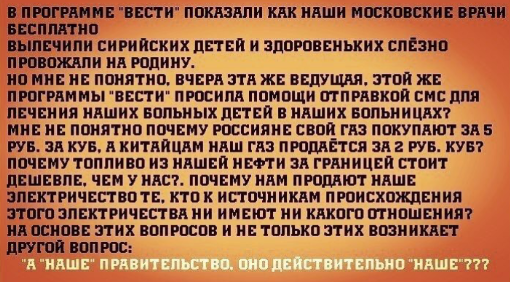 В ПРОГРАММЕ "ВЕСТИ" ПОКАЗАЛИ КАК НАШИ МОСКОВСКИЕ ВРАЧИ
БЕСПЛАТНО
ВЫЛЕЧИЛИ СИРИЙСКИХ ДЕТЕЙ И ЗДОРОВЕНЬКИХ СЛЁЗНО
ПРОВОЖАЛИ НА РОДИНУ.
НО МНЕ НЕ ПОНЯТНО, ВЧЕРА ЭТА ЖЕ ВЕДУЩАЯ, ЭТОЙ ЖЕ
ПРОГРАММЫ "ВЕСТИ" ПРОСИЛА ПОМОЩИ ОТПРАВКОЙ СМС ДЛЯ
ЛЕЧЕНИЯ НАШИХ БОЛЬНЫХ ДЕТЕЙ В НАШИХ БОЛЬНИЦАХ?
МНЕ НЕ ПОНЯТНО ПОЧЕМУ РОССИЯНЕ СВОЙ ГАЗ ПОКУПАЮТ ЗА 5
РУБ. ЗА КУБ, А КИТАЙЦАМ НАШ ГАЗ ПРОДАЁТСЯ ЗА 2 РУБ. КУБ?
ПОЧЕМУ ТОПЛИВО ИЗ НАШЕЙ НЕФТИ ЗА ГРАНИЦЕЙ СТОИТ
ДЕШЕВЛЕ, ЧЕМ У НАС?. ПОЧЕМУ НАМ ПРОДАЮТ НАШЕ
ЭЛЕКТРИЧЕСТВО ТЕ, КТО К ИСТОЧНИКАМ ПРОИСХОЖДЕНИЯ
ЭТОГО ЭЛЕКТРИЧЕСТВА НИ ИМЕЮТ НИ КАКОГО ОТНОШЕНИЯ?
НА ОСНОВЕ ЭТИХ ВОПРОСОВ И НЕ ТОЛЬКО ЭТИХ ВОЗНИКАЕТ
ДРУГОЙ ВОПРОС:
"А "НАШЕ" ПРАВИТЕЛЬСТВО, ОНО ДЕЙСТВИТЕЛЬНО "НАШЕ"???